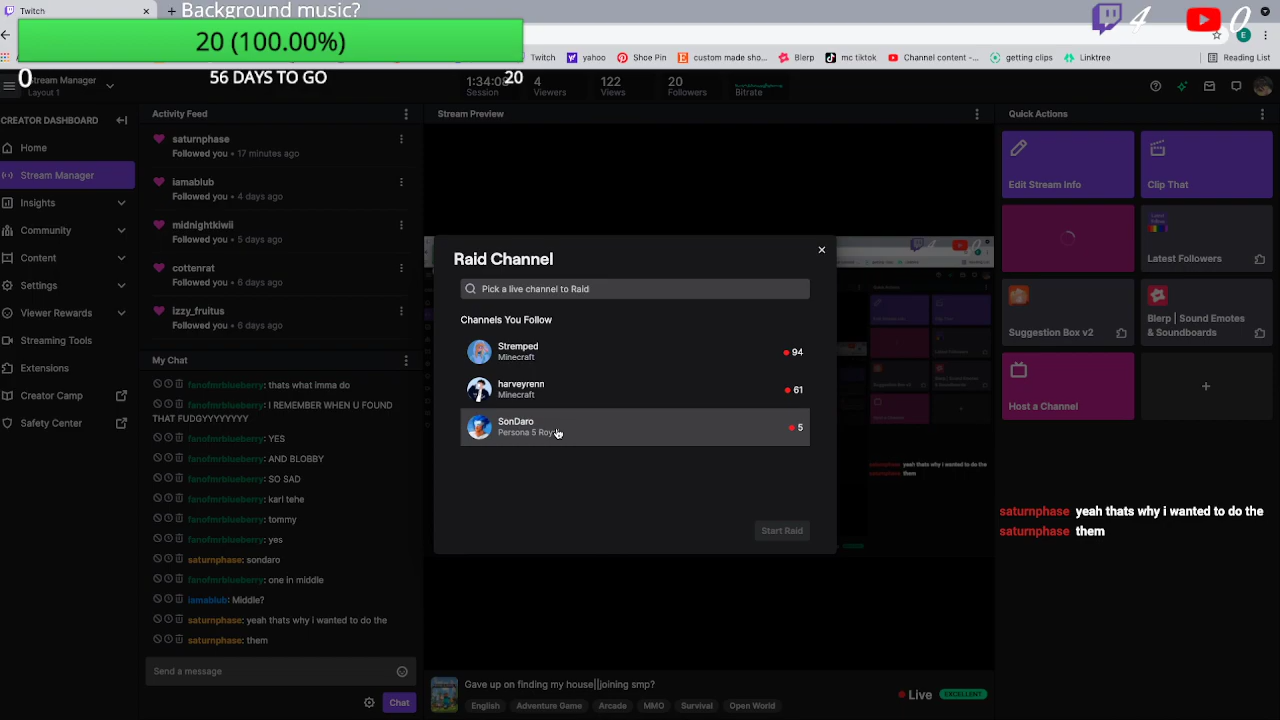 Twitch
Background music?
4
0
20 (100.00%)
E
Twitch
yahoo
Shoe Pin
custom made sho...
Blerp
mc tiktok
Channel content -...
getting clips
Linktree
Reading List
0
56 DAYS TO GO
20
Stream Manager
Layout 1
1:34:08
Session
4
Viewers
122
Views
20
Followers
Bitrate
CREATOR DASHBOARD
Home
Stream Manager
Insights
Community
Content
Settings
Viewer Rewards
Streaming Tools
Extensions
Creator Camp
Safety Center
Activity Feed
saturnphase
Followed you • 17 minutes ago
iamablub
Followed you • 4 days ago
midnightkiwii
Followed you • 5 days ago
cottenrat
Followed you • 6 days ago
izzy_fruitus
Followed you • 6 days ago
My Chat
fanofmrblueberry: thats what imma do
fanofmrblueberry: I REMEMBER WHEN U FOUND
THAT FUDGYYYYYYYY
fanofmrblueberry: YES
fanofmrblueberry: AND BLOBBY
fanofmrblueberry: SO SAD
fanofmrblueberry: karl tehe
fanofmrblueberry: tommy
fanofmrblueberry: yes
saturnphase: sondaro
fanofmrblueberry: one in middle
iamablub: Middle?
saturnphase: yeah thats why i wanted to do the
saturnphase: them
Send a message
Chat
Stream Preview
Raid Channel
Pick a live channel to Raid
Channels You Follow
Stremped
Minecraft
94
harveyrenn
Minecraft
61
SonDaro
Persona 5 Roy
5
Start Raid
Gave up on finding my house||joining smp?
English
Adventure Game
Arcade
MMO
Survival
Open World
Live
EXCELLENT
Quick Actions
Edit Stream Info
Clip That
Latest Followers
Suggestion Box v2
Blerp | Sound Emotes
& Soundboards
Host a Channel
saturnphase yeah thats why i wanted to do the
saturnphase them